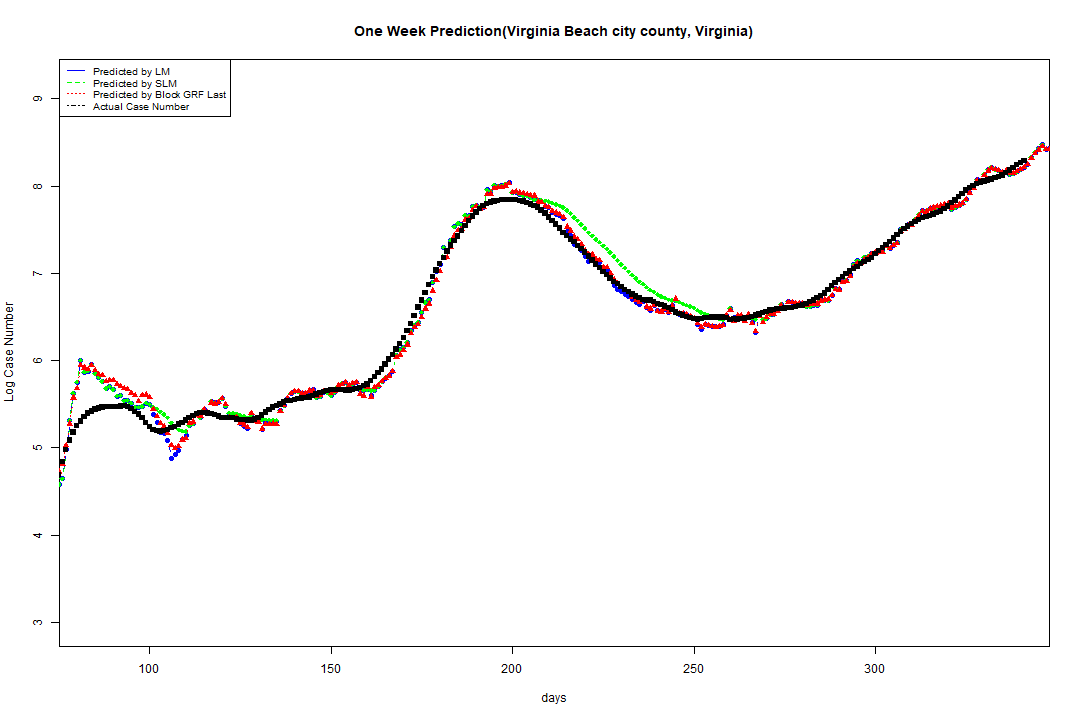 One Week Prediction(Virginia Beach city county, Virginia)
Predicted by LM
Predicted by SLM
Predicted by Block GRF Last
Actual Case Number
9
8
7
6
5
4
3
Log Case Number
100 150 200 250 300
days